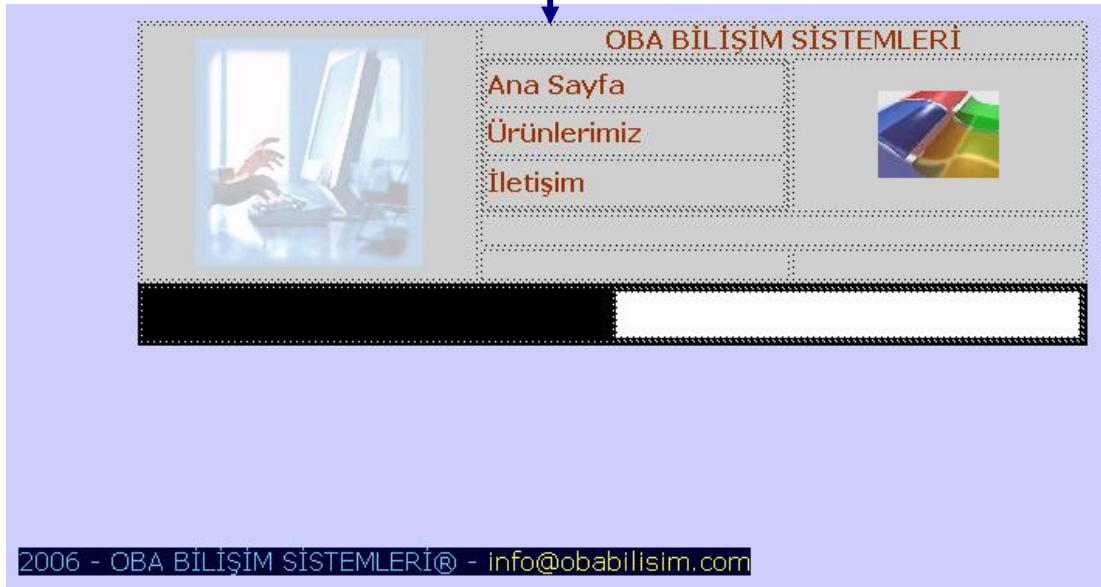 OBA BİLİŞİM SİSTEMLERİ
Ana Sayfa
Ürünlerimiz
İletişim
2006 - OBA BİLİŞİM SİSTEMLERİ® - info@obabilisim.com